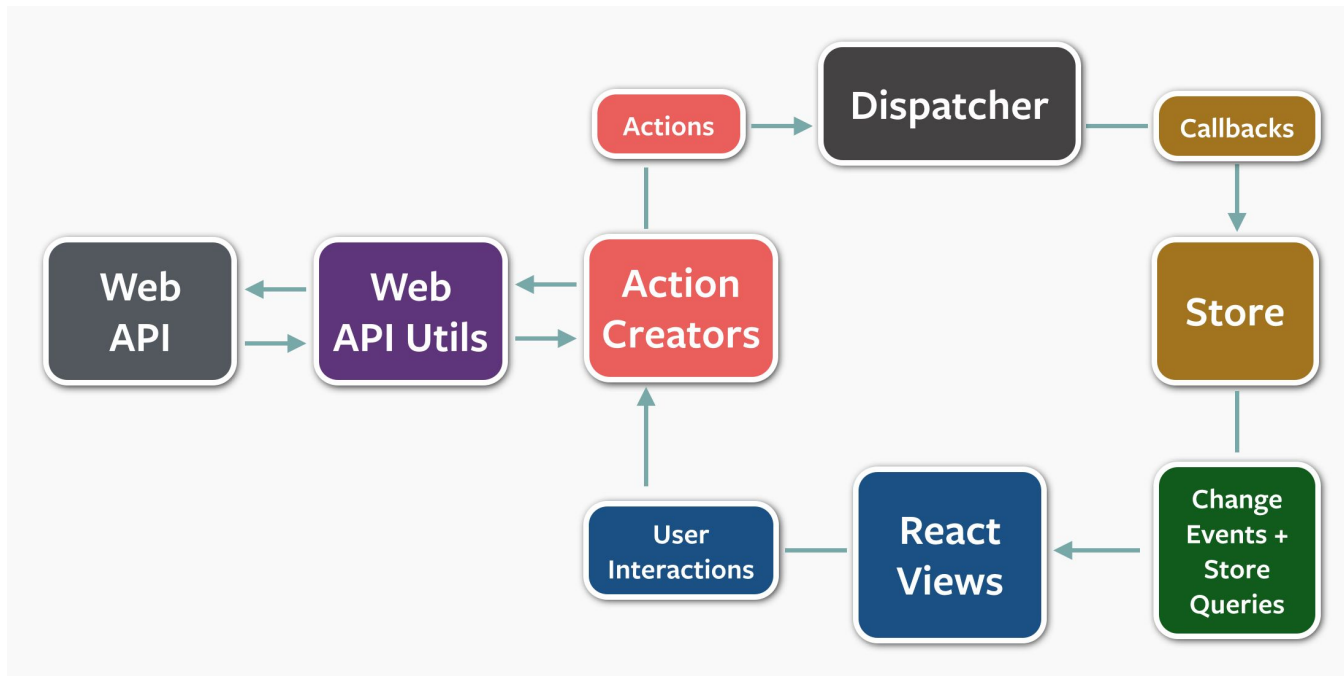 Dispatcher
Actions
Callbacks
Web
API
Web
API Utils
Action
Creators
Store
User
Interactions
React
Views
Change
Events +
Store
Queries